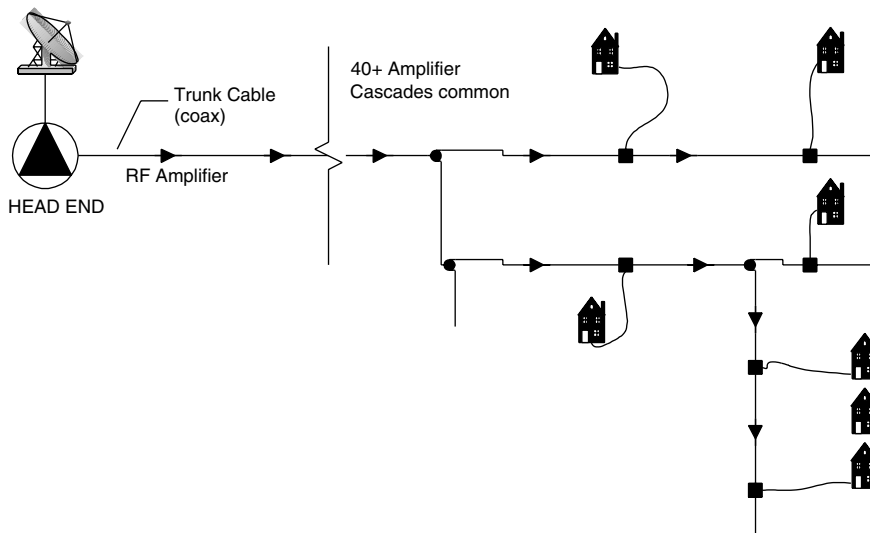 40+ Amplifier
Cascades common
Trunk Cable
(coax)
RF Amplifier
HEAD END